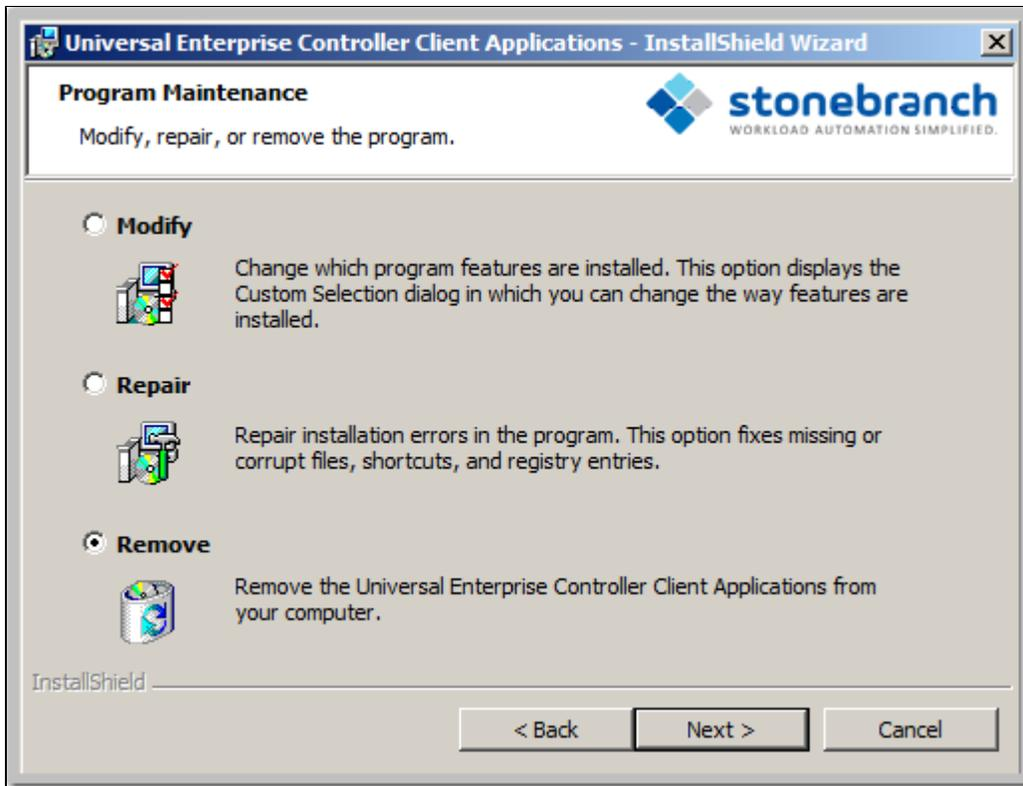 Universal Enterprise Controller Client Applications - InstallShield Wizard
Program Maintenance
Modify, repair, or remove the program.
stonebranch
WORKLOAD AUTOMATION SIMPLIFIED.
Modify
Change which program features are installed. This option displays the
Custom Selection dialog in which you can change the way features are
installed.
Repair
Repair installation errors in the program. This option fixes missing or
corrupt files, shortcuts, and registry entries.
Remove
Remove the Universal Enterprise Controller Client Applications from
your computer.
InstallShield
< Back
Next >
Cancel